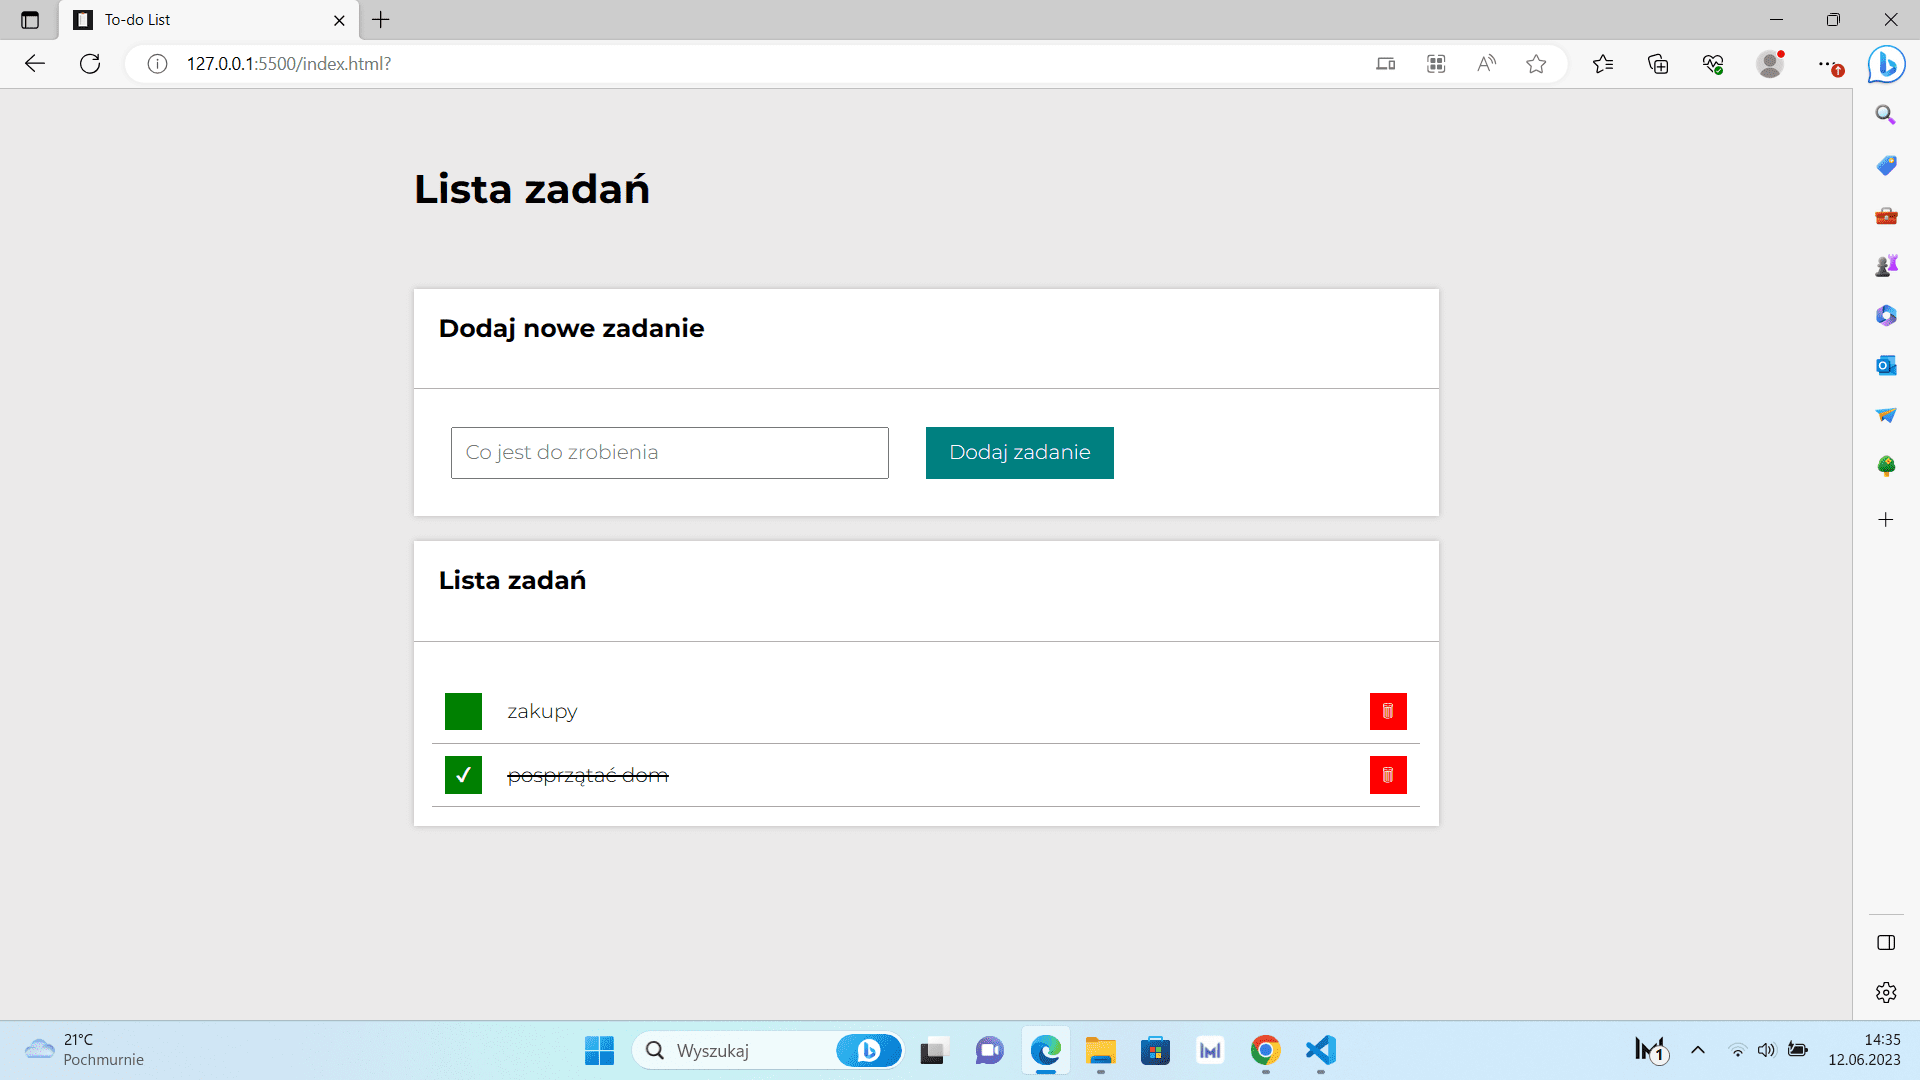 To-do List
127.0.0.1:5500/index.html?
Lista zadań
Dodaj nowe zadanie
Co jest do zrobienia
Dodaj zadanie
Lista zadań
zakupy
posprzątać dom
21°C
Pochmurnie
Wyszukaj
1
14:35
12.06.2023